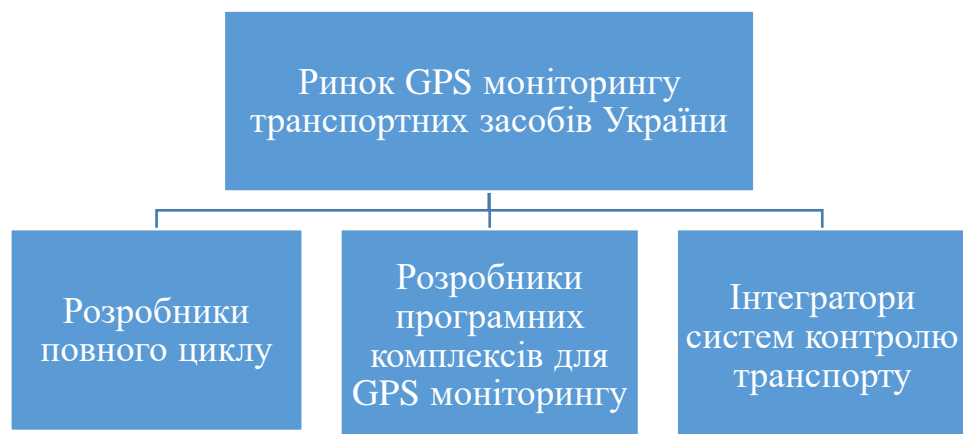 Ринок GPS моніторингу
транспортних засобів України
Розробники
повного циклу
Розробники
програмних
комплексів для
GPS моніторингу
Інтегратори
систем контролю
транспорту